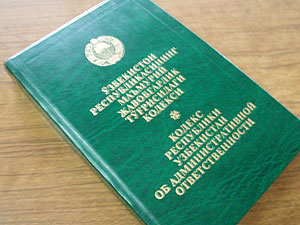 ЎЗБЕКИСТОН
РЕСПУБЛИКАСИНИНГ
МАЪМУРИЙ
ЖАВОБГАРЛИК
ТЎҒРИСИДАГИ
КОДЕКСИ
КОДЕКС
РЕСПУБЛИКИ
УЗБЕКИСТАН
ОБ АДМИНИСТРАТИВНОЙ
ОТВЕТСТВЕННОСТИ